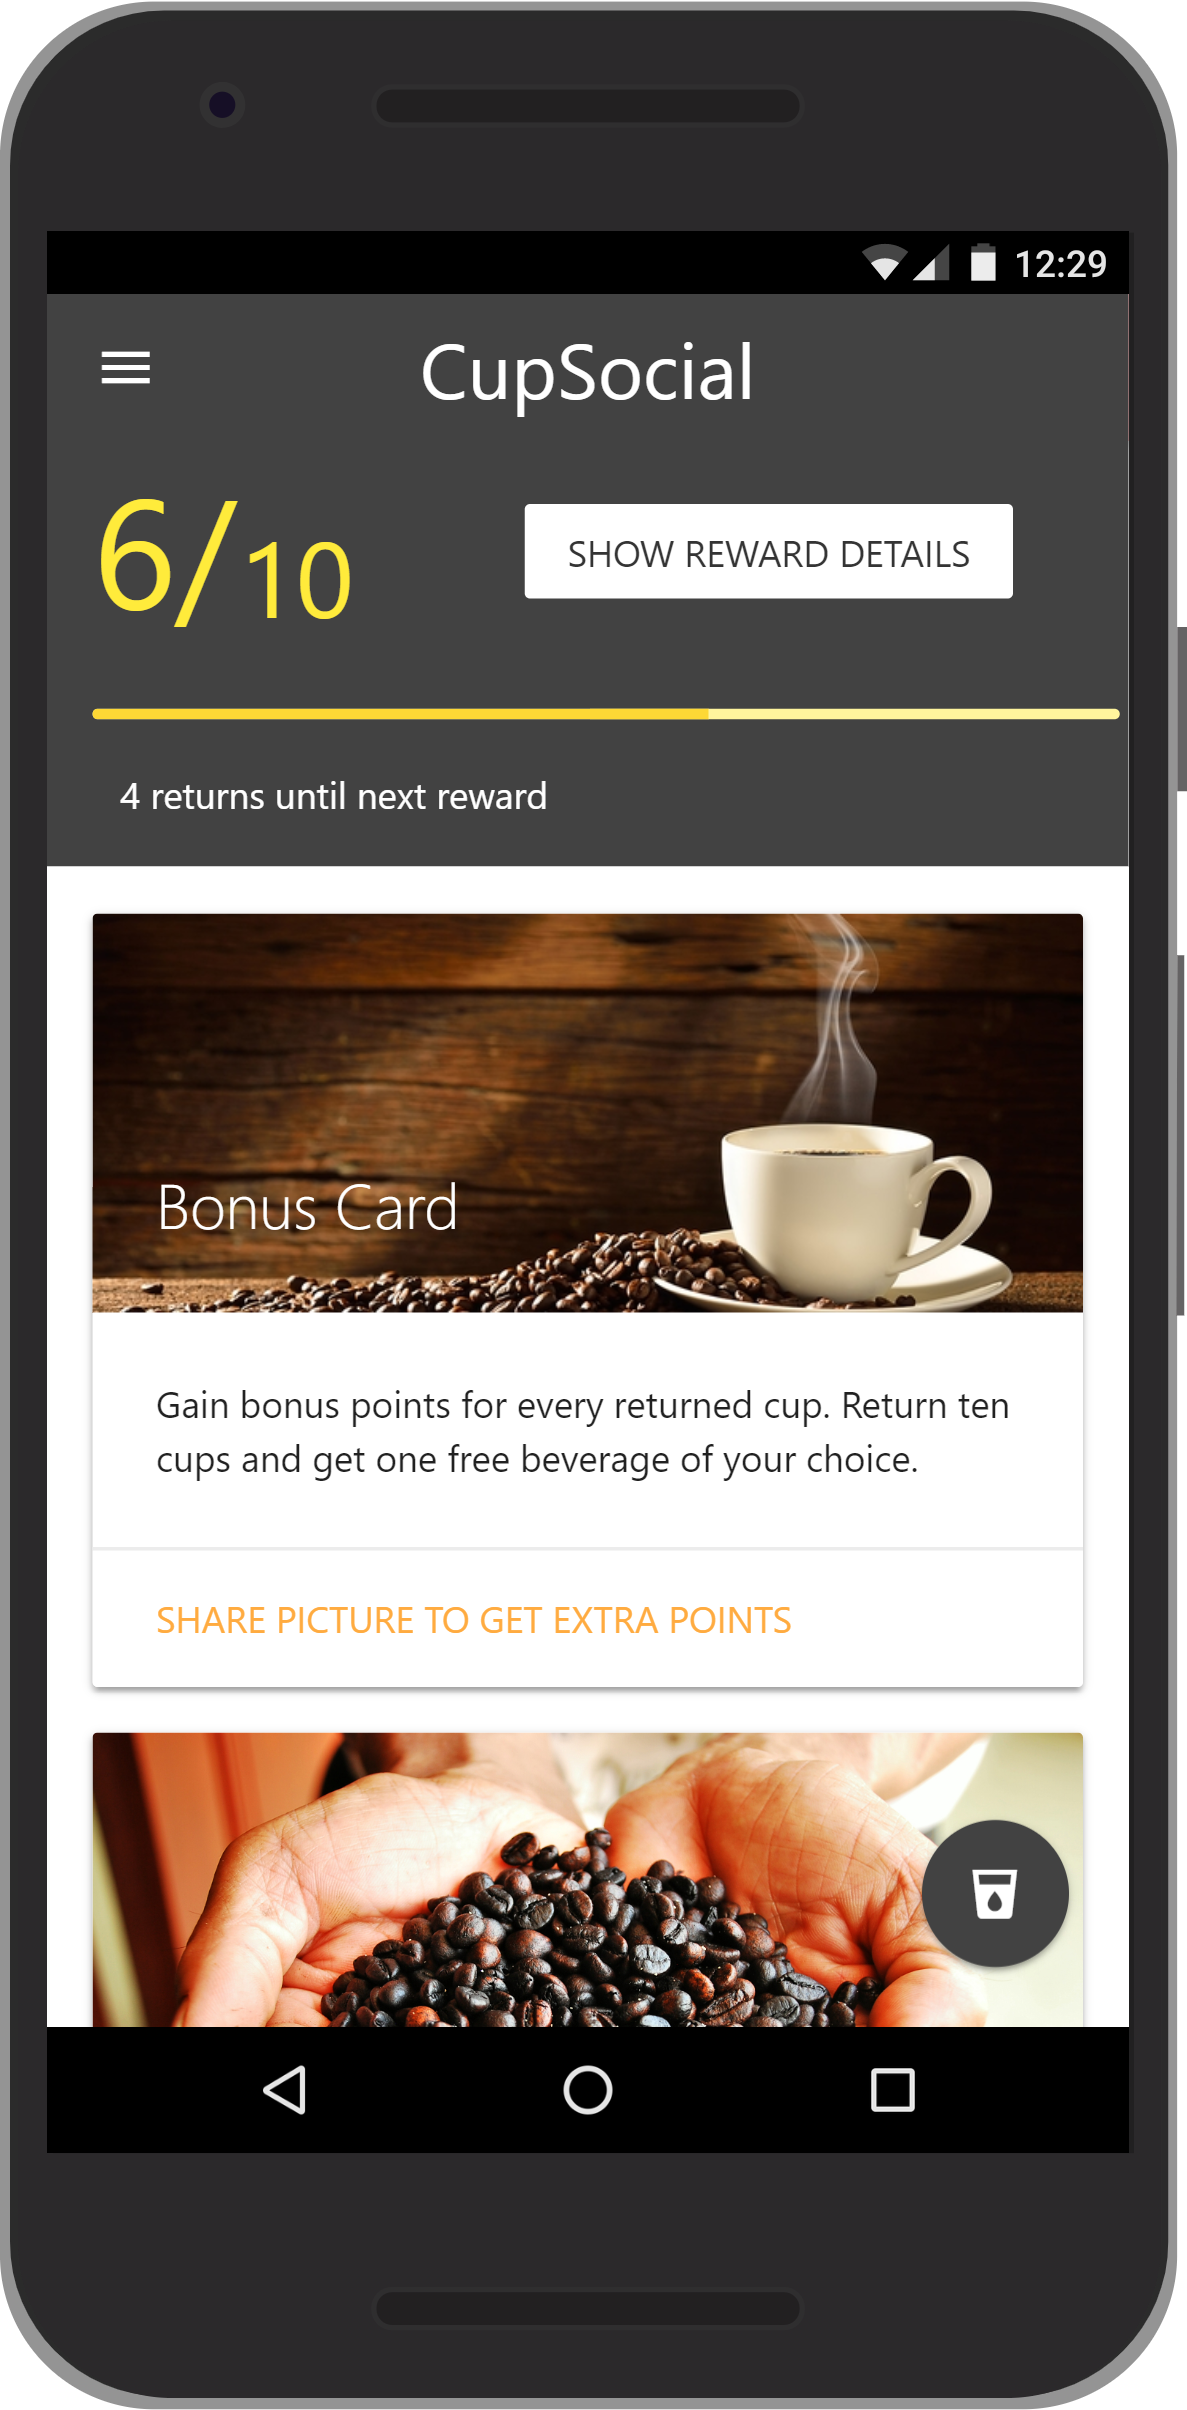 12:29
CupSocial
6/10
SHOW REWARD DETAILS
4 returns until next reward
Bonus Card
Gain bonus points for every returned cup. Return ten
cups and get one free beverage of your choice.
SHARE PICTURE TO GET EXTRA POINTS